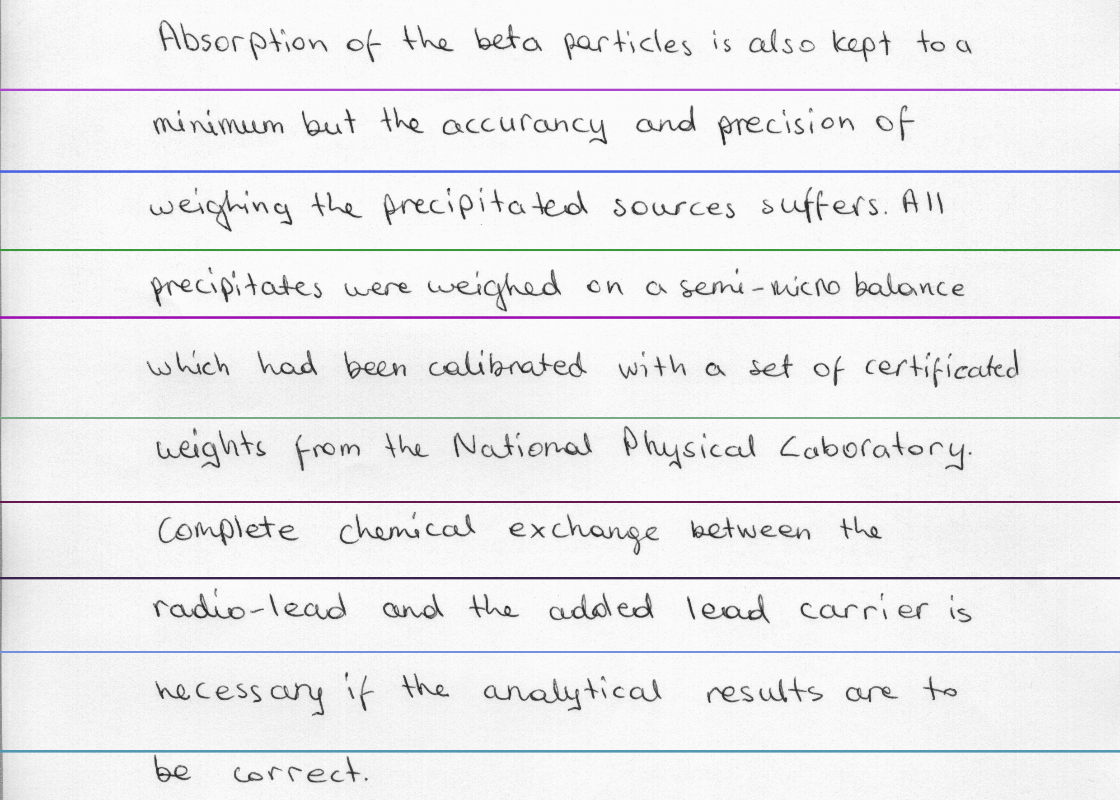 Absorption of the beta particles is also kept to a
minimum but the accurancy and precision of
weighing the precipitated sources suffers. All
precipitates were weighed on a semi-micro balance
which had been calibrated with a set of certificated
weights from the National Physical Laboratory.
Complete chemical exchange between the
radio-lead and the added lead carrier is
necessary if the analytical results are to
be correct.